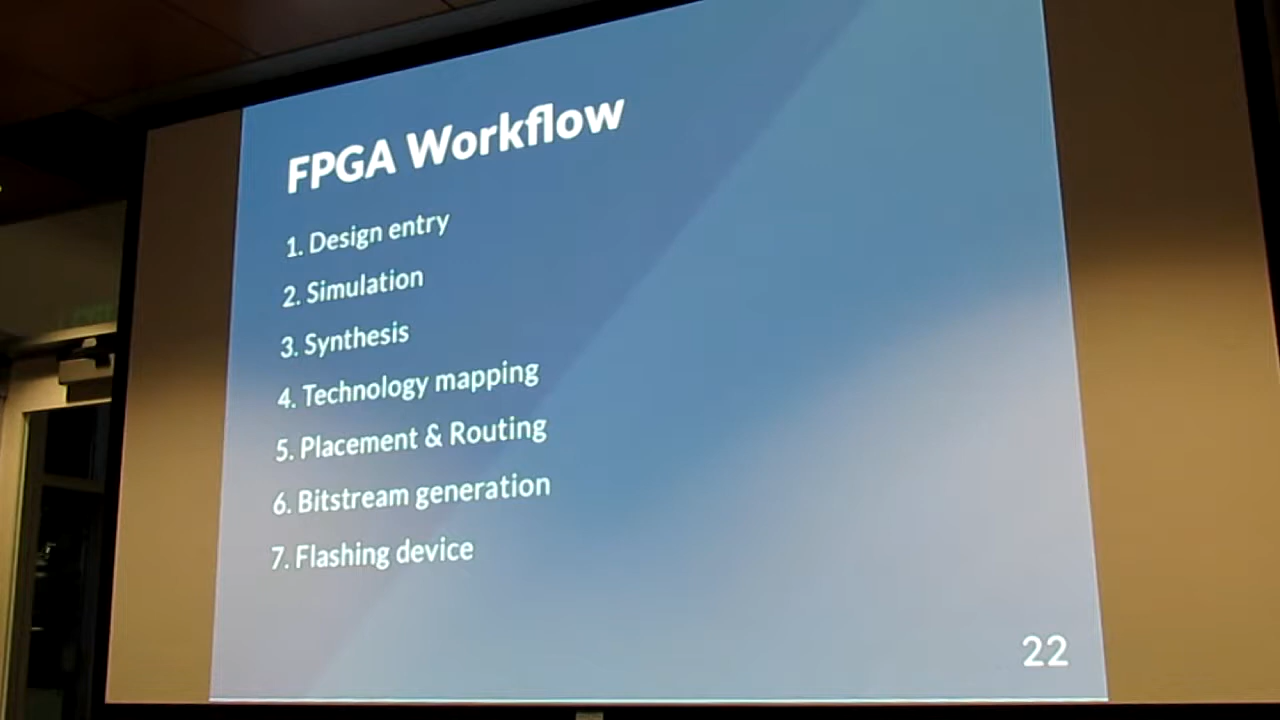 FPGA Workflow
1. Design entry
2. Simulation
3. Synthesis
4. Technology mapping
5. Placement & Routing
6. Bitstream generation
7. Flashing device
22